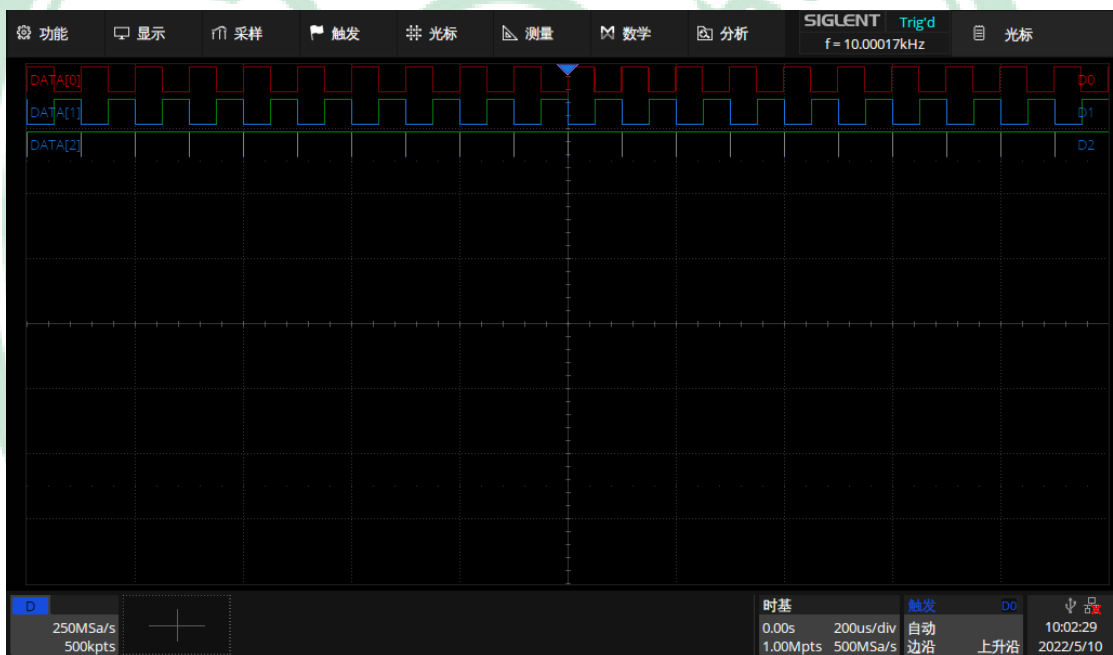 功能 显示 采样 触发 光标 测量 数学 分析 SIGLENT Trig'd 光标
f = 10.00017kHz
DATA[0] D0
DATA[1] D1
DATA[2] D2
D 时基 触发 D0
250MSa/s 0.00s 200us/div 自动 10:02:29
500kpts 1.00Mpts 500MSa/s 边沿 上升沿 2022/5/10